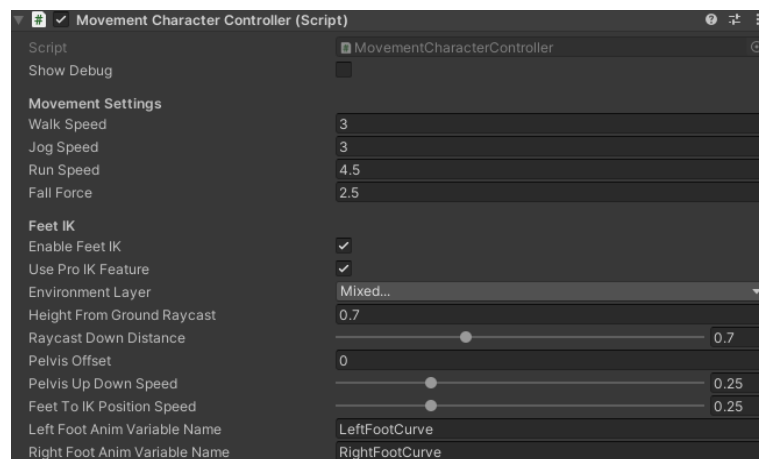 # Movement Character Controller (Script)
Script MovementCharacterController
Show Debug
Movement Settings
Walk Speed 3
Jog Speed 3
Run Speed 4.5
Fall Force 2.5
Feet IK
Enable Feet IK
Use Pro IK Feature
Environment Layer Mixed...
Height From Ground Raycast 0.7
Raycast Down Distance 0.7
Pelvis Offset 0
Pelvis Up Down Speed 0.25
Feet To IK Position Speed 0.25
Left Foot Anim Variable Name LeftFootCurve
Right Foot Anim Variable Name RightFootCurve